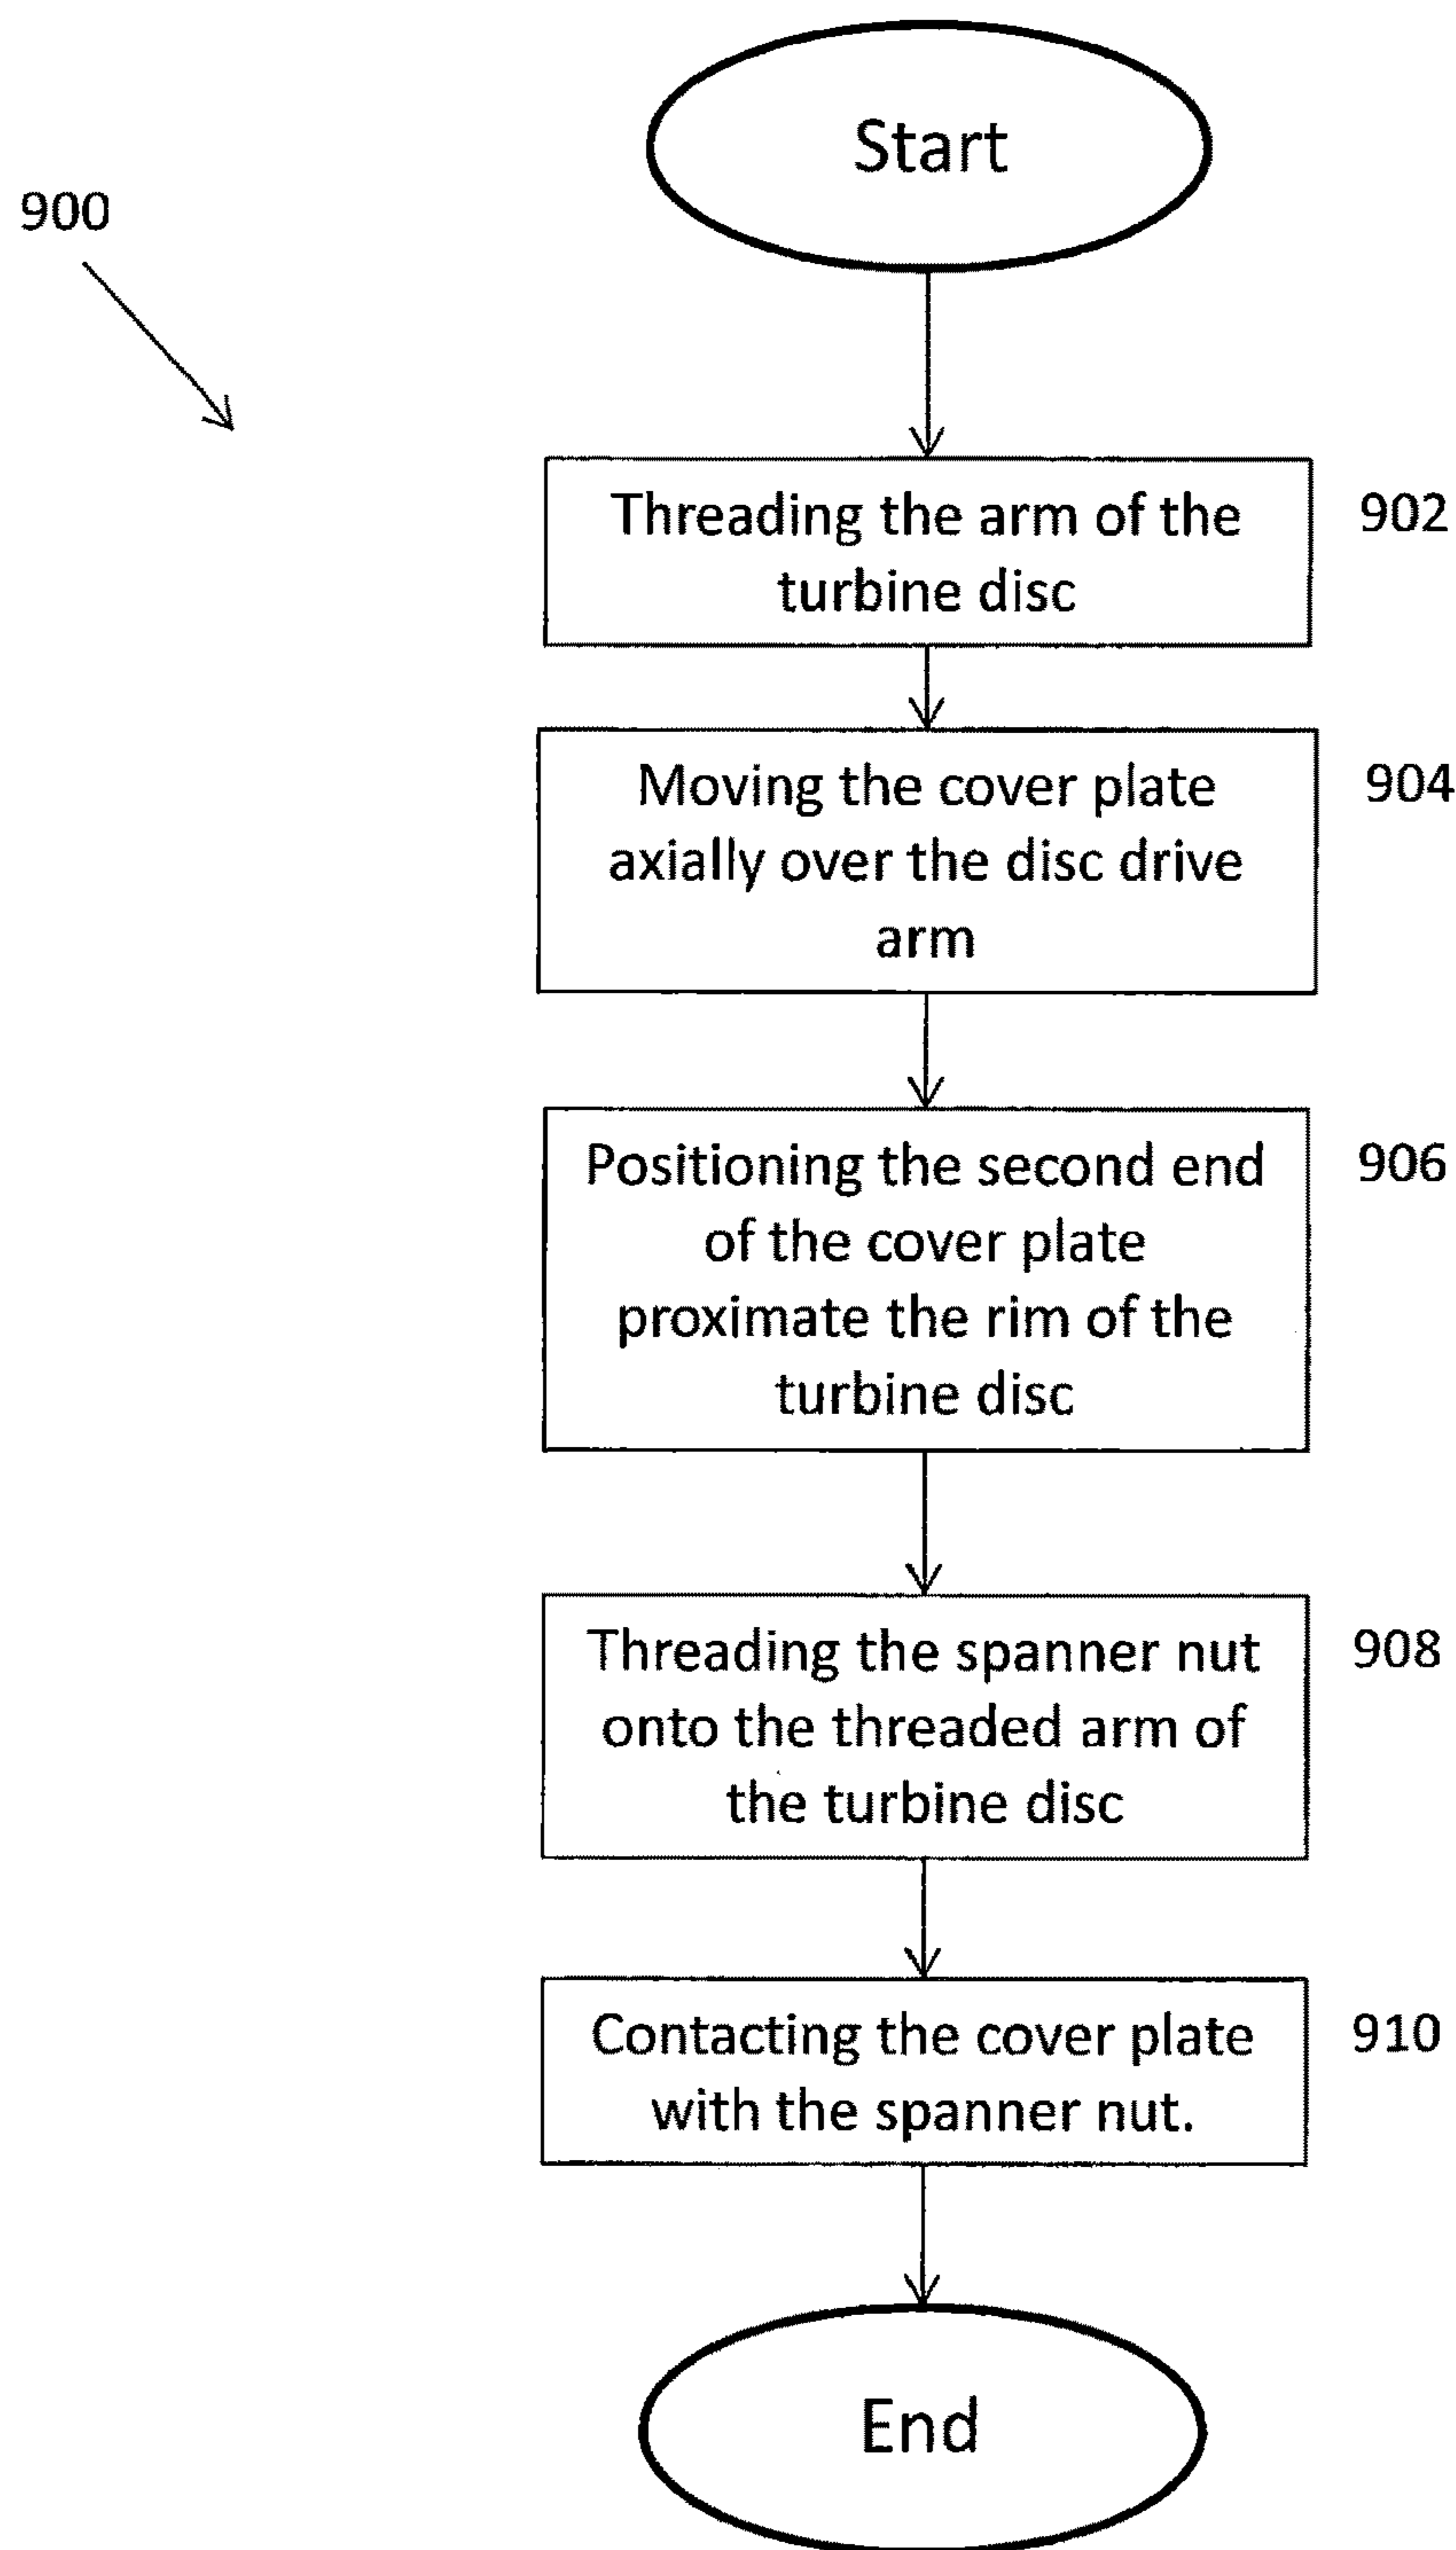 Start
900
Threading the arm of the
turbine disc
902
Moving the cover plate
axially over the disc drive
arm
904
Positioning the second end
of the cover plate
proximate the rim of the
turbine disc
906
Threading the spanner nut
onto the threaded arm of
the turbine disc
908
Contacting the cover plate
with the spanner nut.
910
End